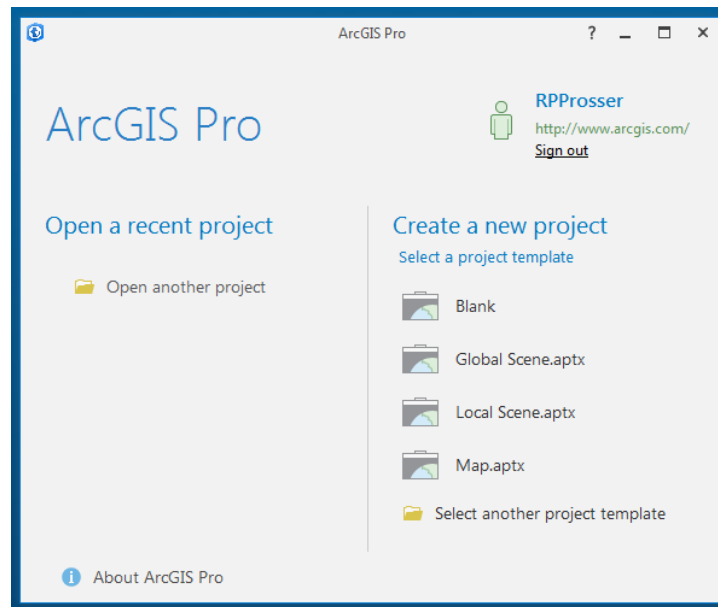 ArcGIS Pro
?
ArcGIS Pro
RPProsser
http://www.arcgis.com/
Sign out
Open a recent project
Open another project
Create a new project
Select a project template
Blank
Global Scene.aptx
Local Scene.aptx
Map.aptx
Select another project template
About ArcGIS Pro